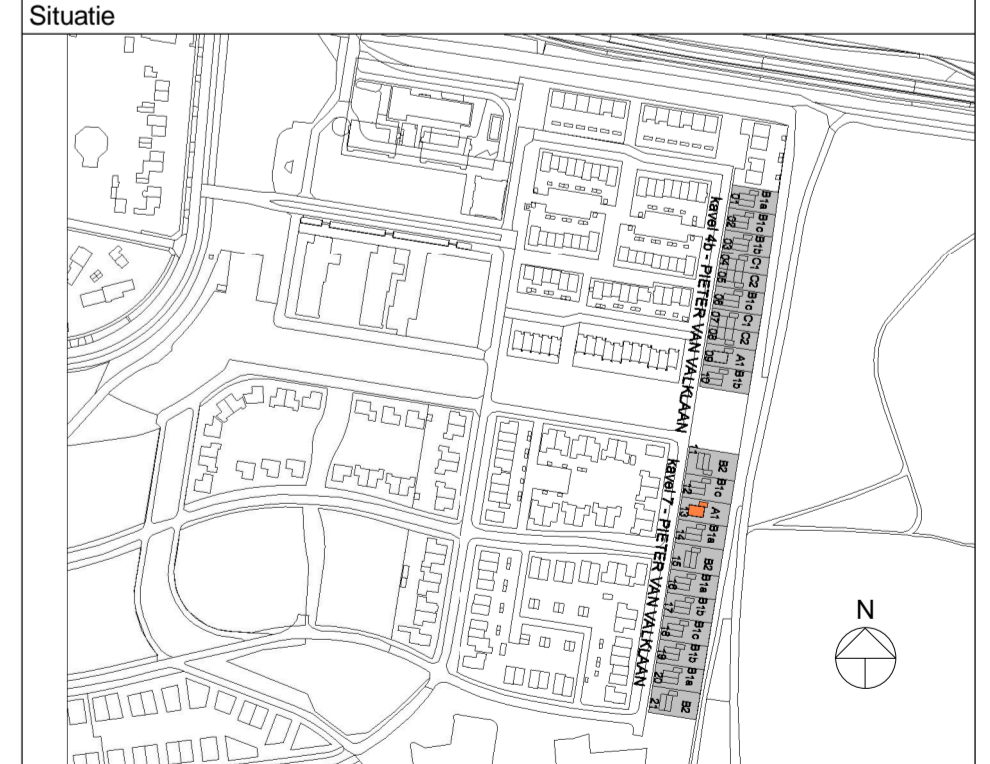 Situatie
kavel 4b - PIETER VAN VALKLAAN
01 02 03 04 05 06 07 08 09 10
B1a B1c B1b C1 C2 B1c C1 C2 A1 B1b
kavel 7 - PIETER VAN VALKLAAN
11 12 13 14 15 16 17 18 19 20 21
B2 B1c A1 B1a B2 B1a B1b B1c B1b B1a B2
N